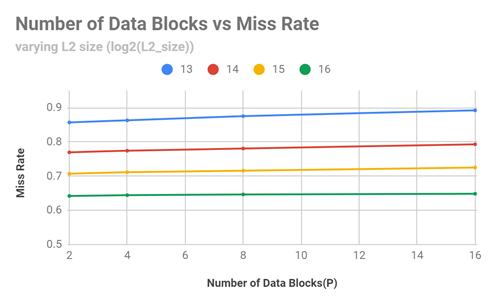 Number of Data Blocks vs Miss Rate
varying L2 size (log2(L2_size))
13 14 15 16
0.9
0.8
0.7
0.6
0.5
Miss Rate
2 4 6 8 10 12 14 16
Number of Data Blocks(P)